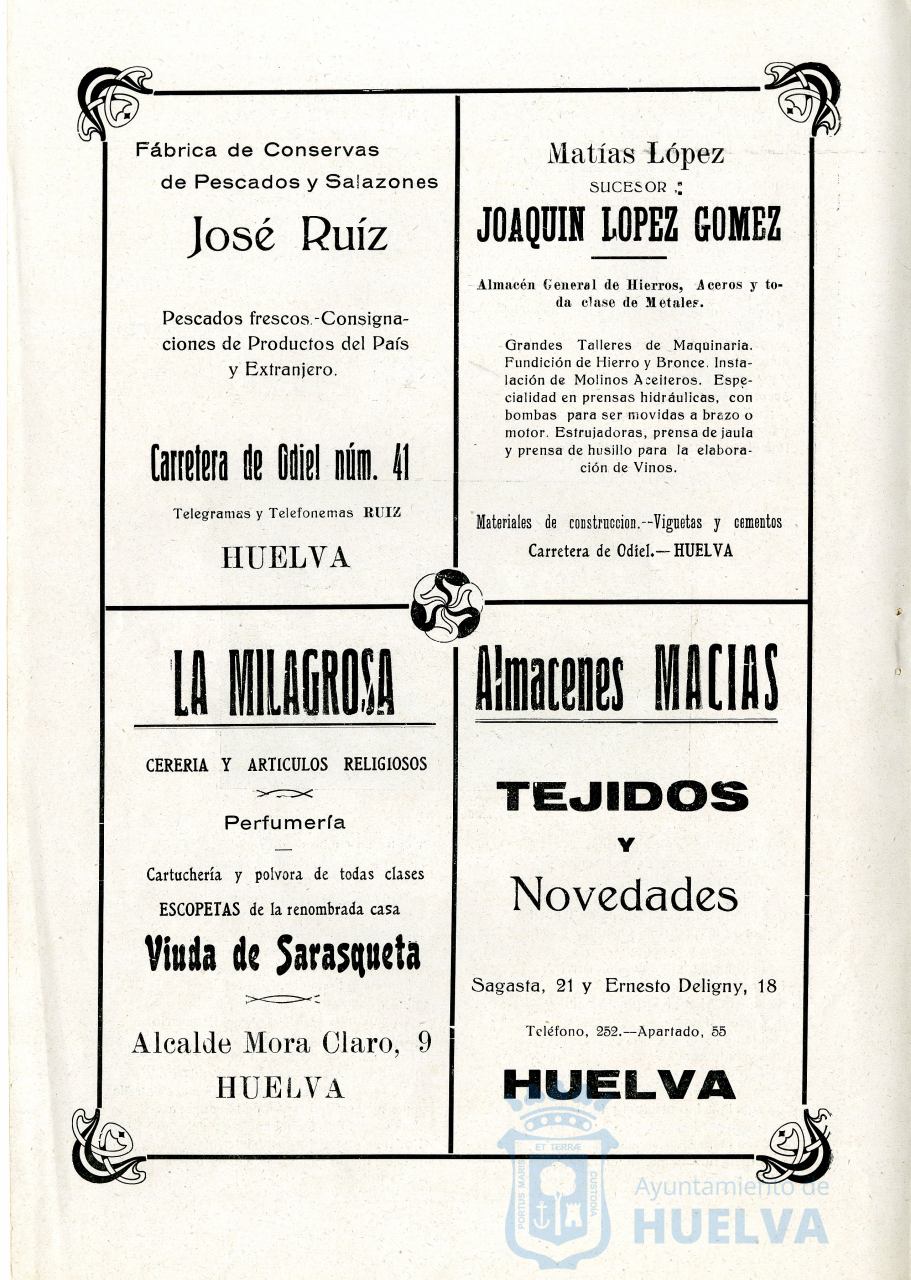 Fábrica de Conservas
de Pescados y Salazones
José Ruíz
Pescados frescos.-Consigna-
ciones de Productos del País
y Extranjero.
Carretera de Odiel núm. 41
Telegramas y Telefonemas RUIZ
HUELVA
Matías López
SUCESOR :
JOAQUIN LOPEZ GOMEZ
Almacén General de Hierros, Aceros y to-
da clase de Metales.
Grandes Talleres de Maquinaria.
Fundición de Hierro y Bronce. Insta-
lación de Molinos Aceiteros. Espe-
cialidad en prensas hidráulicas, con
bombas para ser movidas a brazo o
motor. Estrujadoras, prensa de jaula
y prensa de husillo para la elabora-
ción de Vinos.
Materiales de construccion.--Viguetas y cementos
Carretera de Odiel.— HUELVA
LA MILAGROSA
CERERIA Y ARTICULOS RELIGIOSOS
Perfumería
Cartuchería y polvora de todas clases
ESCOPETAS de la renombrada casa
Viuda de Sarasqueta
Alcalde Mora Claro, 9
HUELVA
Almacenes MACIAS
TEJIDOS
Y
Novedades
Sagasta, 21 y Ernesto Deligny, 18
Teléfono, 252.—Apartado, 55
HUELVA
ET TERRÆ
PORTUS MARIS
CUSTODIA
Ayuntamiento de
HUELVA